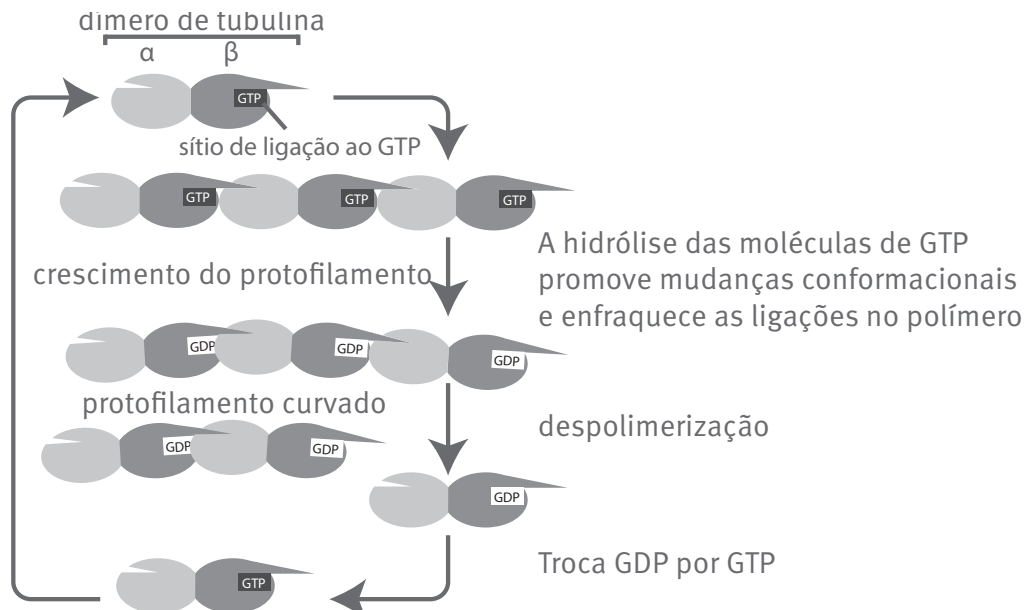 dímero de tubulina
α β
GTP
sítio de ligação ao GTP
GTP GTP GTP
A hidrólise das moléculas de GTP
promove mudanças conformacionais
e enfraquece as ligações no polímero
crescimento do protofilamento
GDP GDP GDP
protofilamento curvado
despolimerização
GDP GDP
GDP
Troca GDP por GTP
GTP